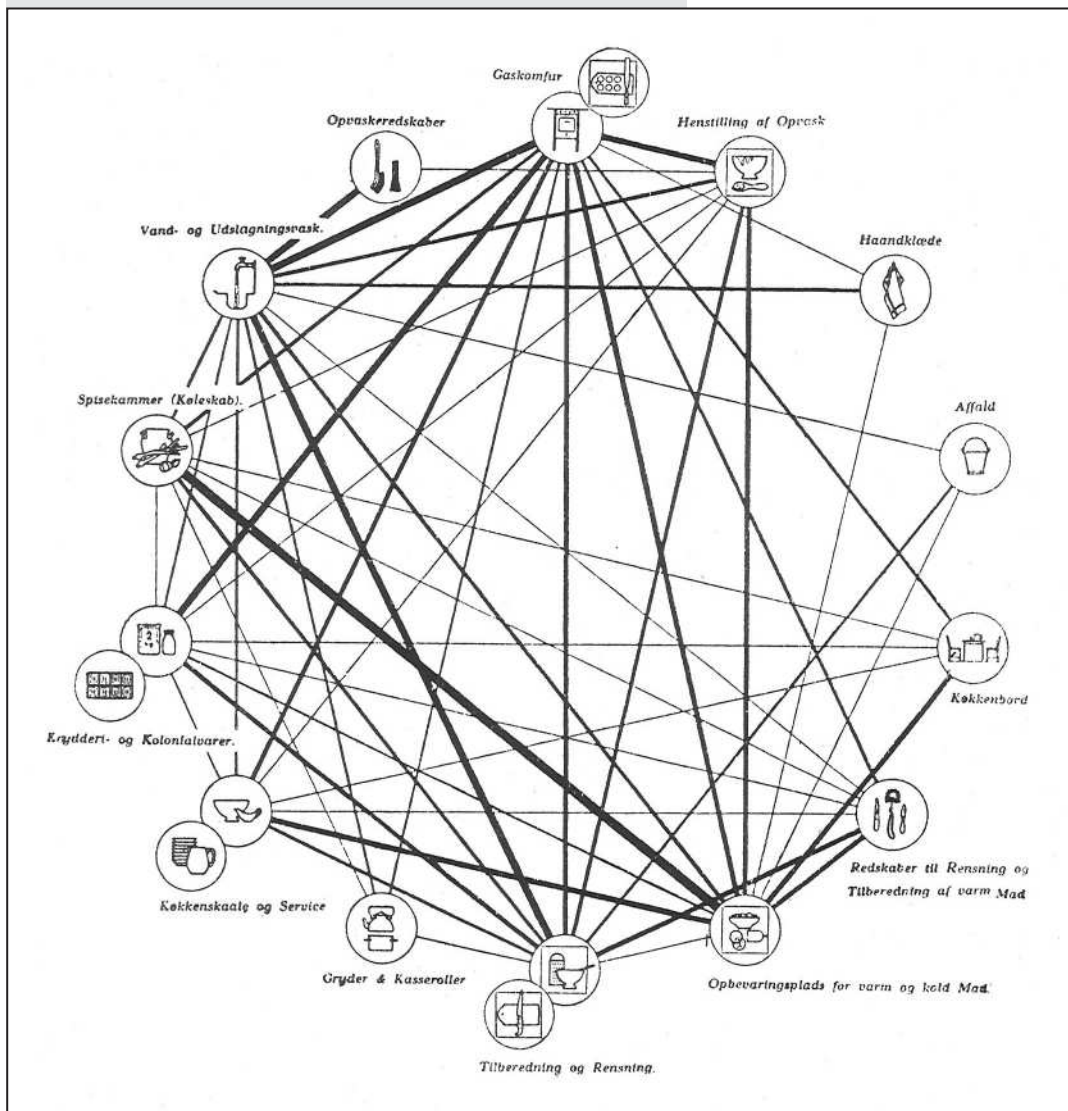 Gaskomfur
Henstilling af Opvask
Opvaskeredskaber
Vand- og Udslagningsvask.
Haandklæde
Spisekammer (Køleskab).
Affald
Krydderi- og Kolonialvarer.
Køkkenbord
Redskaber til Rensning og
Tilberedning af varm Mad
Køkkenskaale og Service
Gryder & Kasseroller
Opbevaringsplads for varm og kold Mad.
Tilberedning og Rensning.